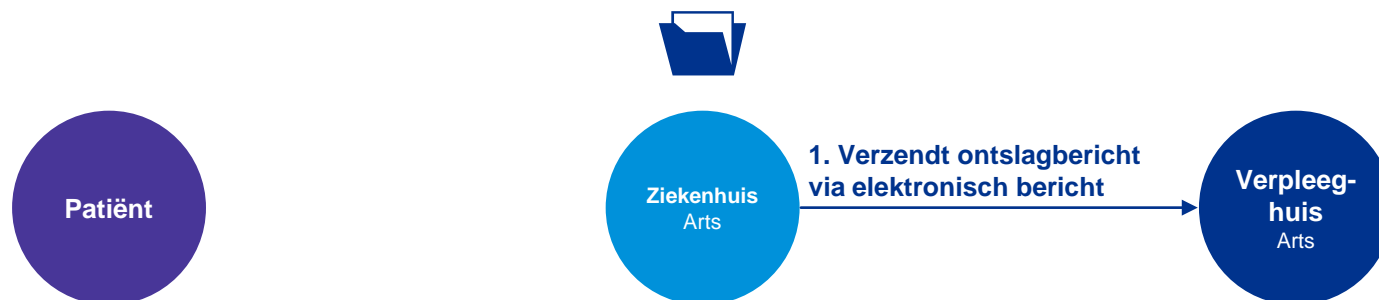 Patiënt
Ziekenhuis
Arts
1. Verzendt ontslagbericht
via elektronisch bericht
Verpleeg-
huis
Arts